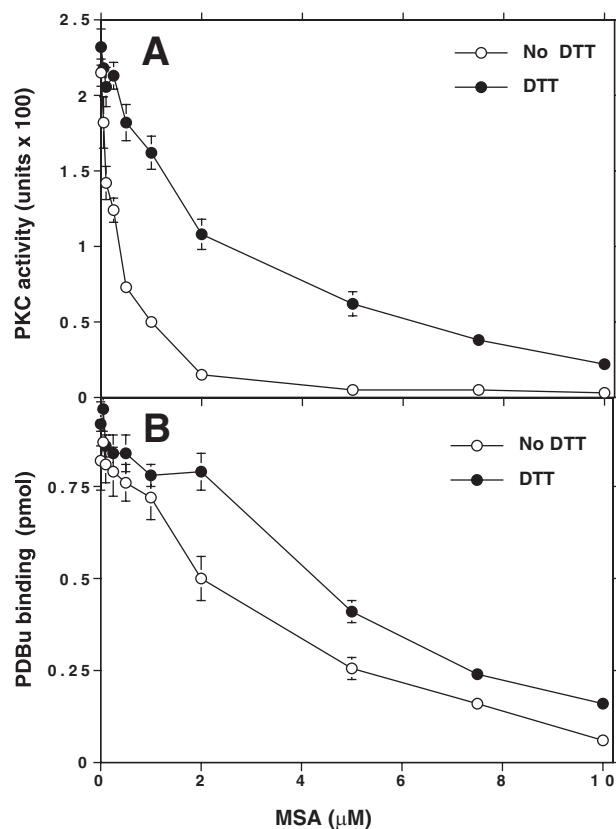 2.5
A
No DTT
DTT
2
1.5
1
0.5
0
PKC activity (units x 100)
B
No DTT
DTT
0.75
0.5
0.25
0
PDBu binding (pmol)
0 2 4 6 8 10
MSA (µM)